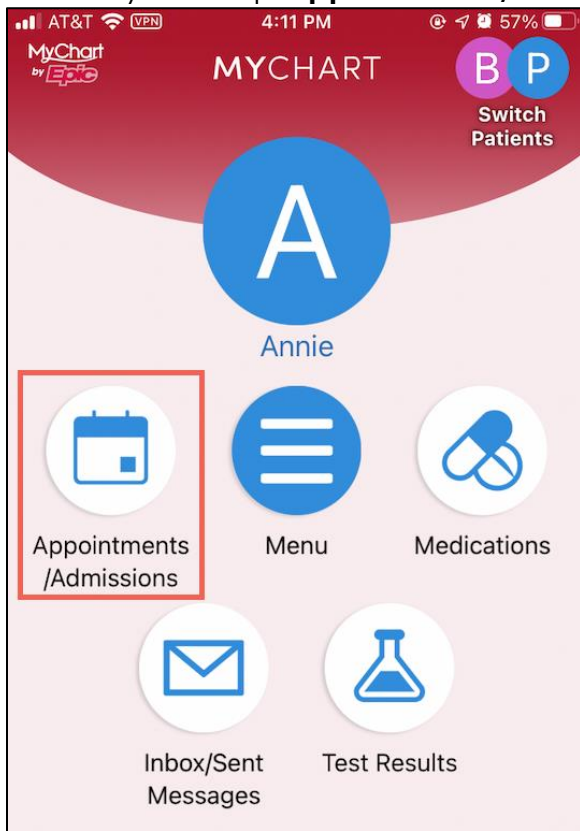 AT&T VPN 4:11 PM 57%
MyChart
by Epic
MYCHART
B P
Switch
Patients
A
Annie
Appointments
/Admissions
Menu
Medications
Inbox/Sent
Messages
Test Results